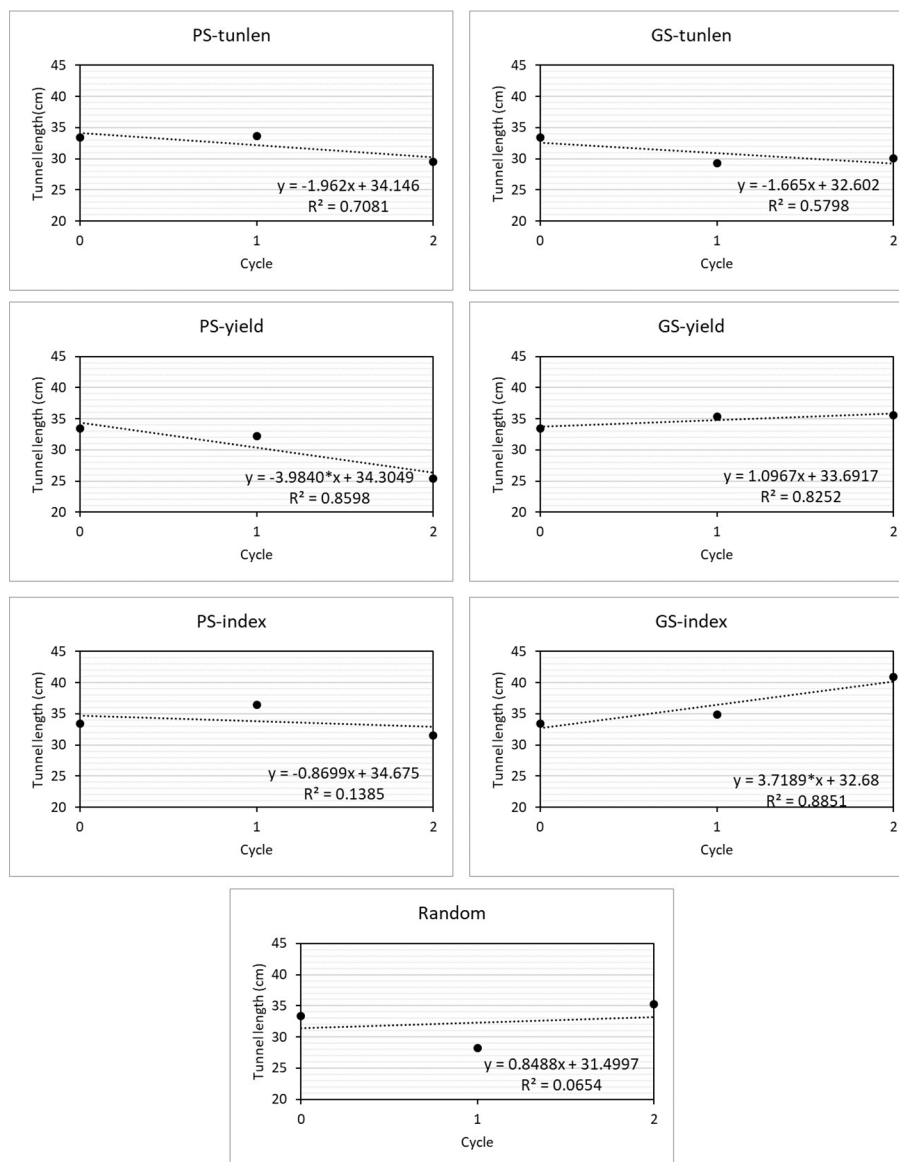 PS-tunlen
Tunnel length(cm)
45
40
35
30
25
20
y = -1.962x + 34.146
R² = 0.7081
0 1 2
Cycle
GS-tunlen
Tunnel length (cm)
45
40
35
30
25
20
y = -1.665x + 32.602
R² = 0.5798
0 1 2
Cycle
PS-yield
Tunnel length (cm)
45
40
35
30
25
20
y = -3.9840*x + 34.3049
R² = 0.8598
0 1 2
Cycle
GS-yield
Tunnel length (cm)
45
40
35
30
25
20
y = 1.0967x + 33.6917
R² = 0.8252
0 1 2
Cycle
PS-index
Tunnel length (cm)
45
40
35
30
25
20
y = -0.8699x + 34.675
R² = 0.1385
0 1 2
Cycle
GS-index
Tunnel length (cm)
45
40
35
30
25
20
y = 3.7189*x + 32.68
R² = 0.8851
0 1 2
Cycle
Random
Tunnel length (cm)
45
40
35
30
25
20
y = 0.8488x + 31.4997
R² = 0.0654
0 1 2
Cycle